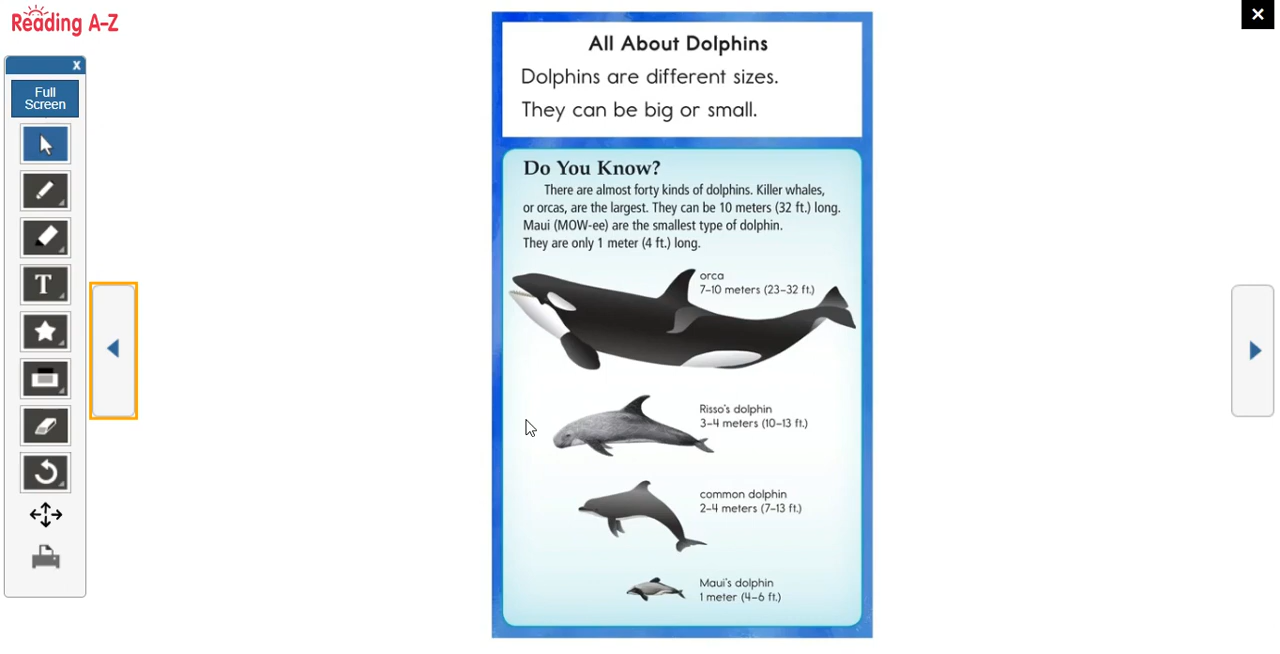 Reading A-Z
x
Full
Screen
T
All About Dolphins
Dolphins are different sizes.
They can be big or small.
Do You Know?
There are almost forty kinds of dolphins. Killer whales,
or orcas, are the largest. They can be 10 meters (32 ft.) long.
Maui (MOW-ee) are the smallest type of dolphin.
They are only 1 meter (4 ft.) long.
orca
7–10 meters (23–32 ft.)
Risso's dolphin
3–4 meters (10–13 ft.)
common dolphin
2–4 meters (7–13 ft.)
Maui's dolphin
1 meter (4–6 ft.)